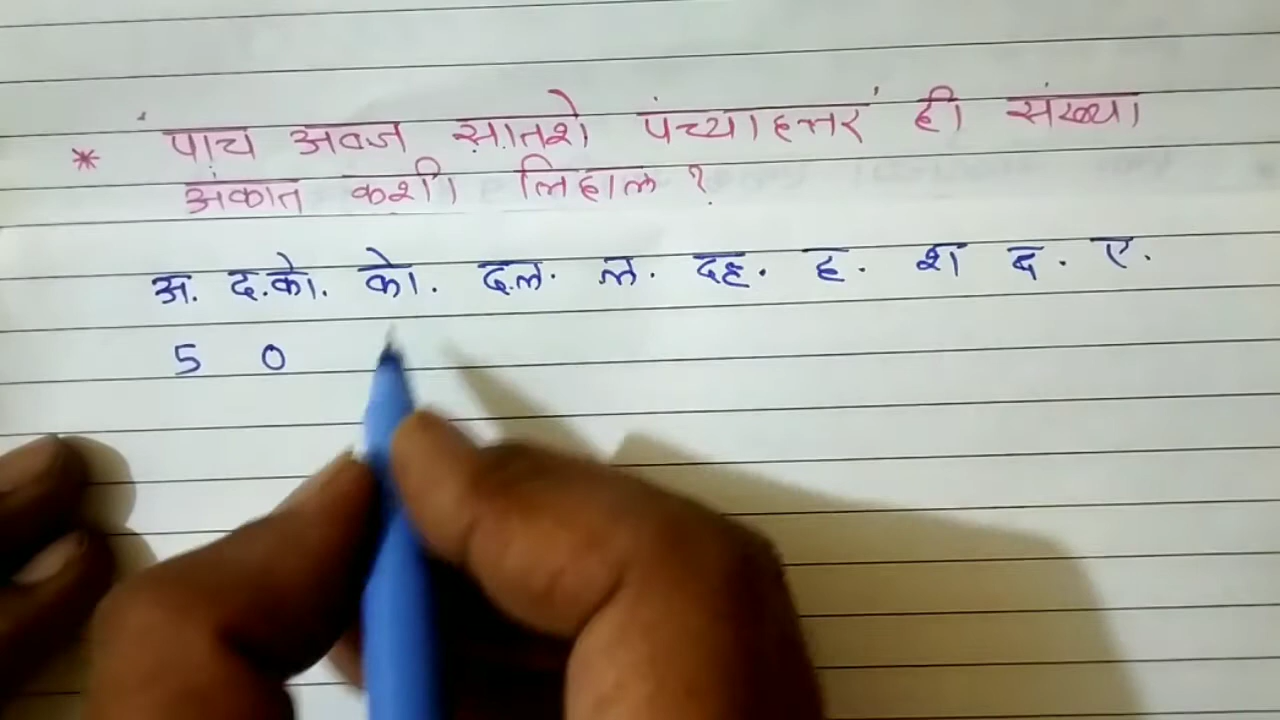 * पाच अब्ज सातशे पंच्याहत्तर ही संख्या
अंकात कशी लिहाल ?
अ. द.को. को. द.ल. ल. दह. ह. श द. ए.
5 0